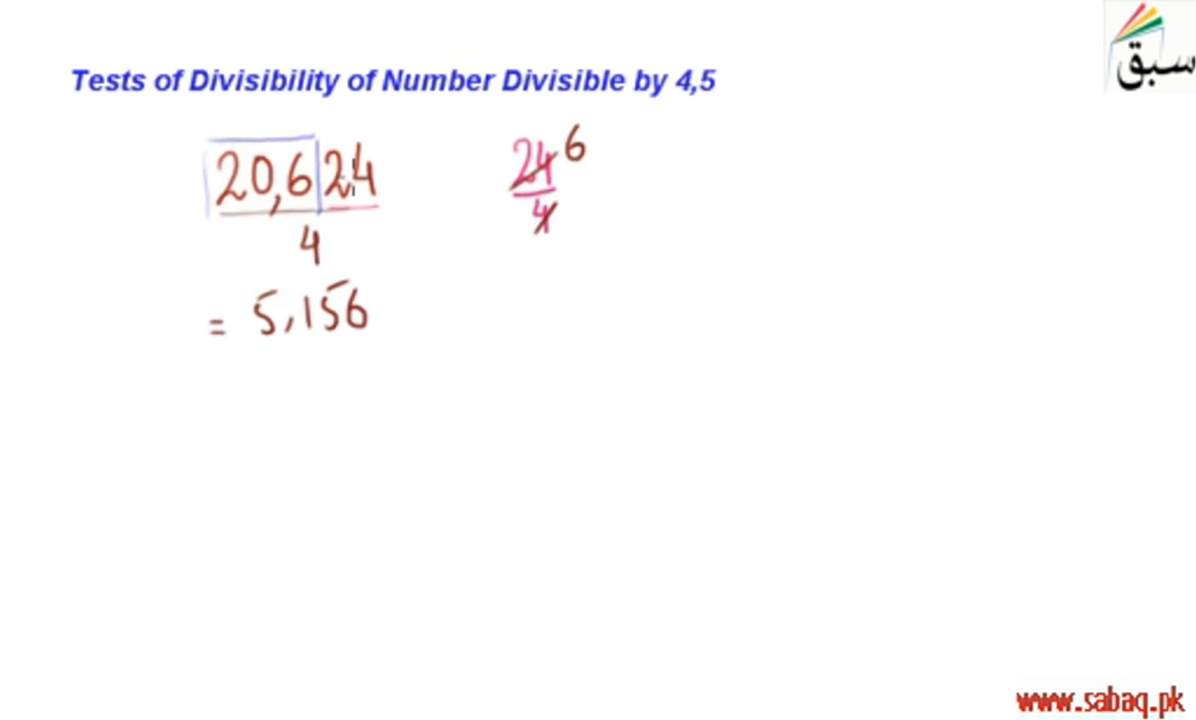 سبق
Tests of Divisibility of Number Divisible by 4,5
20,624
4
= 5,156
24 6
4
www.sabaq.pk